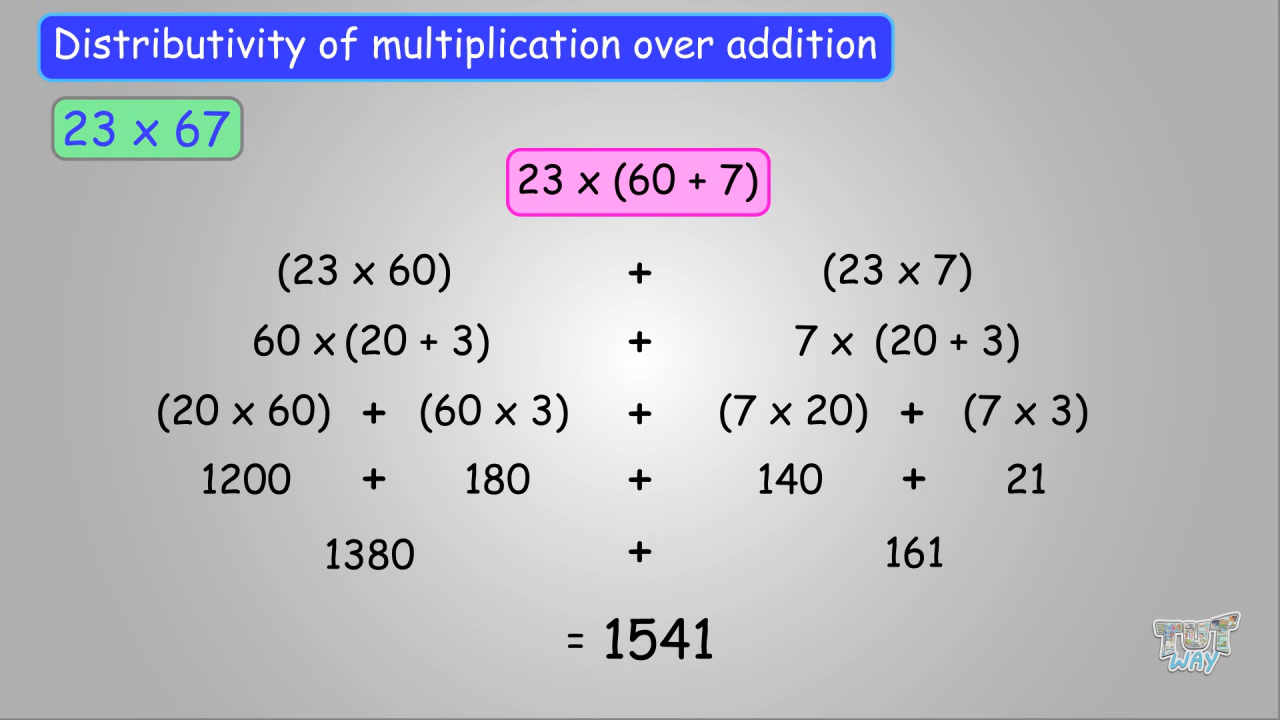 Distributivity of multiplication over addition
23 x 67
23 x (60 + 7)
(23 x 60) + (23 x 7)
60 x (20 + 3) + 7 x (20 + 3)
(20 x 60) + (60 x 3) + (7 x 20) + (7 x 3)
1200 + 180 + 140 + 21
1380 + 161
= 1541
TUT
WAY